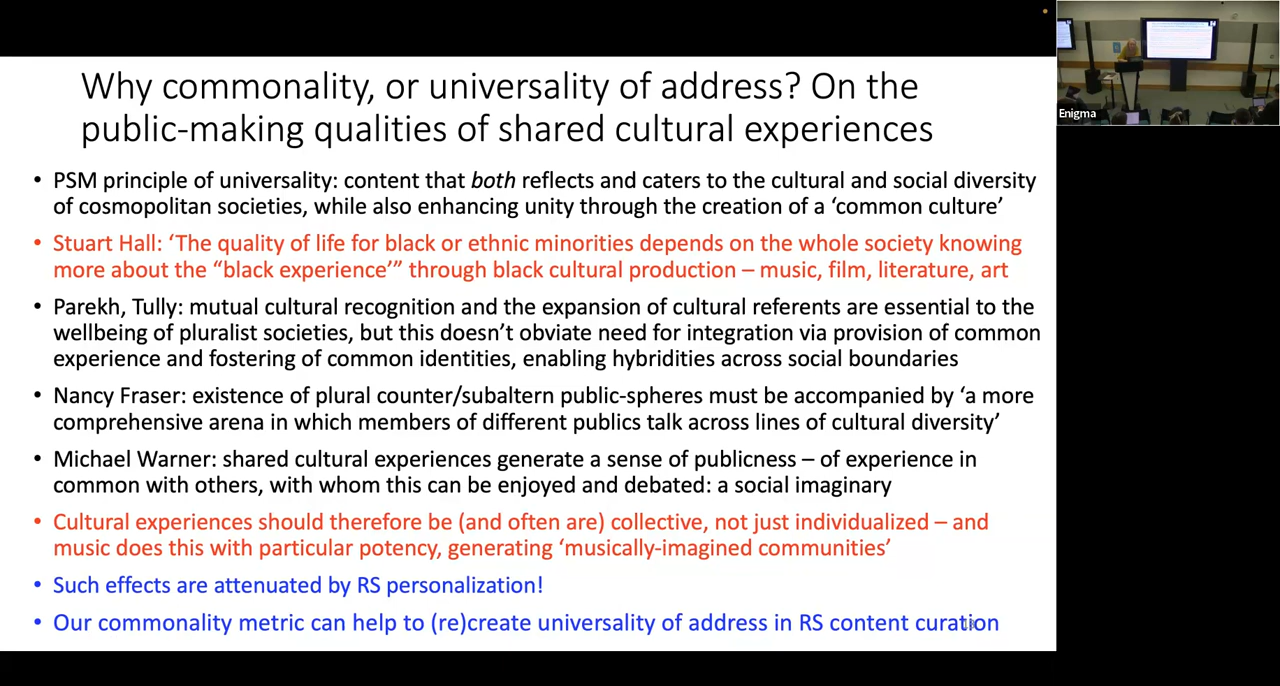 Why commonality, or universality of address? On the
public-making qualities of shared cultural experiences
• PSM principle of universality: content that both reflects and caters to the cultural and social diversity
of cosmopolitan societies, while also enhancing unity through the creation of a ‘common culture’
• Stuart Hall: ‘The quality of life for black or ethnic minorities depends on the whole society knowing
more about the “black experience’” through black cultural production – music, film, literature, art
• Parekh, Tully: mutual cultural recognition and the expansion of cultural referents are essential to the
wellbeing of pluralist societies, but this doesn’t obviate need for integration via provision of common
experience and fostering of common identities, enabling hybridities across social boundaries
• Nancy Fraser: existence of plural counter/subaltern public-spheres must be accompanied by ‘a more
comprehensive arena in which members of different publics talk across lines of cultural diversity’
• Michael Warner: shared cultural experiences generate a sense of publicness – of experience in
common with others, with whom this can be enjoyed and debated: a social imaginary
• Cultural experiences should therefore be (and often are) collective, not just individualized – and
music does this with particular potency, generating ‘musically-imagined communities’
• Such effects are attenuated by RS personalization!
• Our commonality metric can help to (re)create universality of address in RS content curation
Enigma